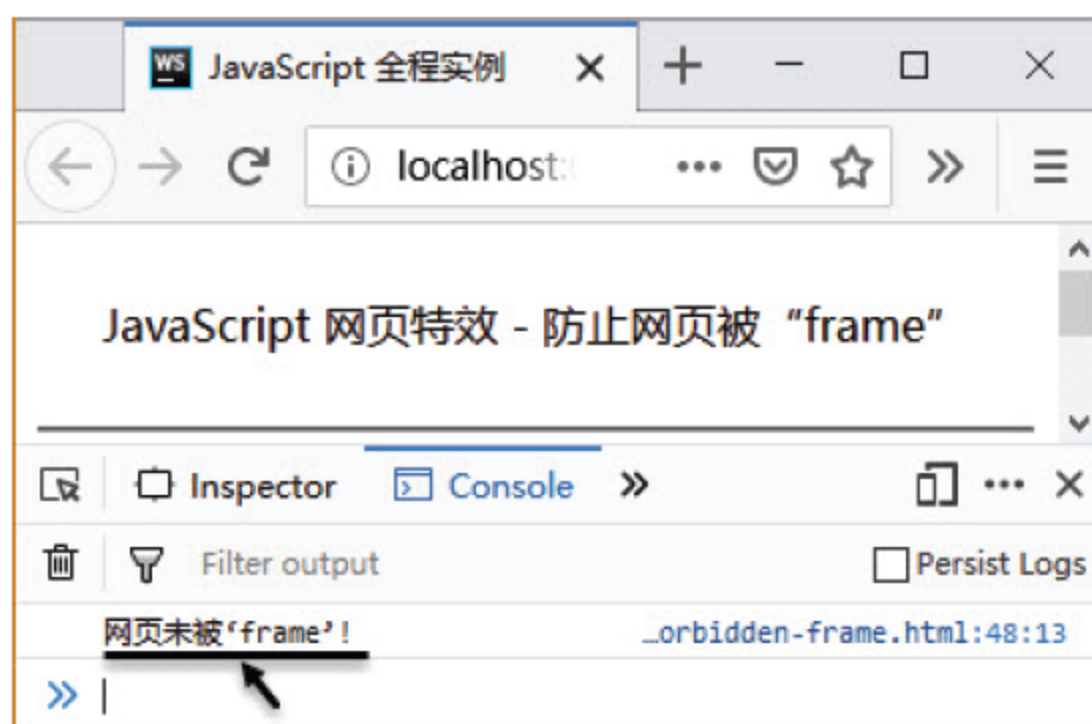 WS JavaScript 全程实例
localhost:
JavaScript 网页特效 - 防止网页被 “frame”
Inspector Console
Filter output Persist Logs
网页未被‘frame’! …orbidden-frame.html:48:13